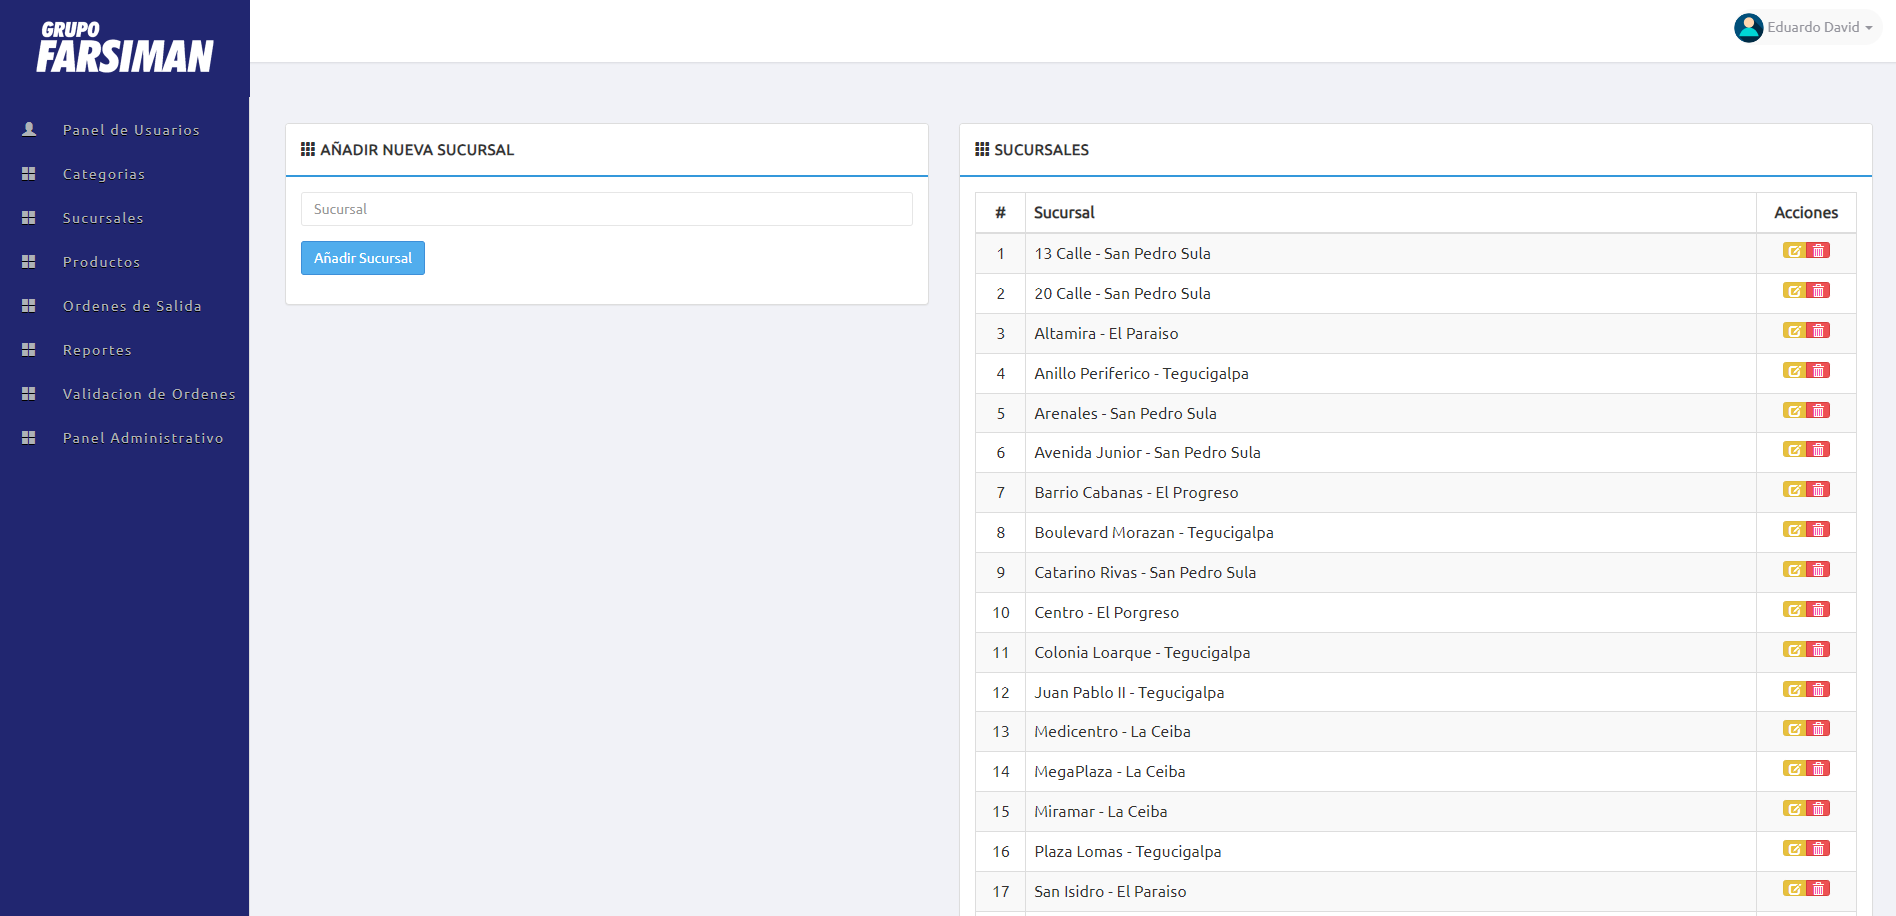 GRUPO
FARSIMAN
Eduardo David
Panel de Usuarios
Categorias
Sucursales
Productos
Ordenes de Salida
Reportes
Validacion de Ordenes
Panel Administrativo
AÑADIR NUEVA SUCURSAL
Sucursal
Añadir Sucursal
SUCURSALES
# Sucursal Acciones
1 13 Calle - San Pedro Sula
2 20 Calle - San Pedro Sula
3 Altamira - El Paraiso
4 Anillo Periferico - Tegucigalpa
5 Arenales - San Pedro Sula
6 Avenida Junior - San Pedro Sula
7 Barrio Cabanas - El Progreso
8 Boulevard Morazan - Tegucigalpa
9 Catarino Rivas - San Pedro Sula
10 Centro - El Porgreso
11 Colonia Loarque - Tegucigalpa
12 Juan Pablo II - Tegucigalpa
13 Medicentro - La Ceiba
14 MegaPlaza - La Ceiba
15 Miramar - La Ceiba
16 Plaza Lomas - Tegucigalpa
17 San Isidro - El Paraiso